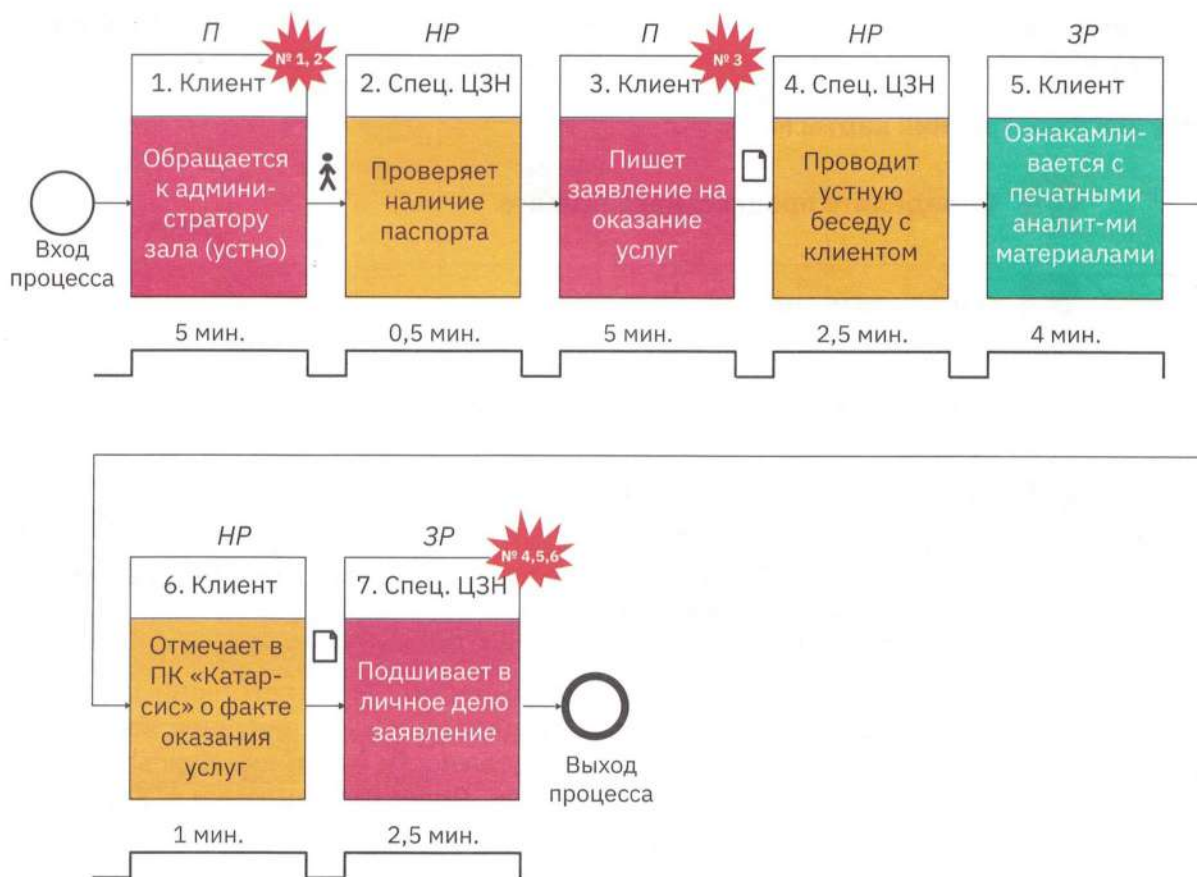 П
№ 1, 2
НР
П
№ 3
НР
ЗР
1. Клиент
2. Спец. ЦЗН
3. Клиент
4. Спец. ЦЗН
5. Клиент
Вход
процесса
Обращается
к админи-
стратору
зала (устно)
Проверяет
наличие
паспорта
Пишет
заявление на
оказание
услуг
Проводит
устную
беседу с
клиентом
Ознакамли-
вается с
печатными
аналит-ми
материалами
5 мин.
0,5 мин.
5 мин.
2,5 мин.
4 мин.
НР
ЗР
№ 4,5,6
6. Клиент
7. Спец. ЦЗН
Отмечает в
ПК «Катар-
сис» о факте
оказания
услуг
Подшивает в
личное дело
заявление
Выход
процесса
1 мин.
2,5 мин.